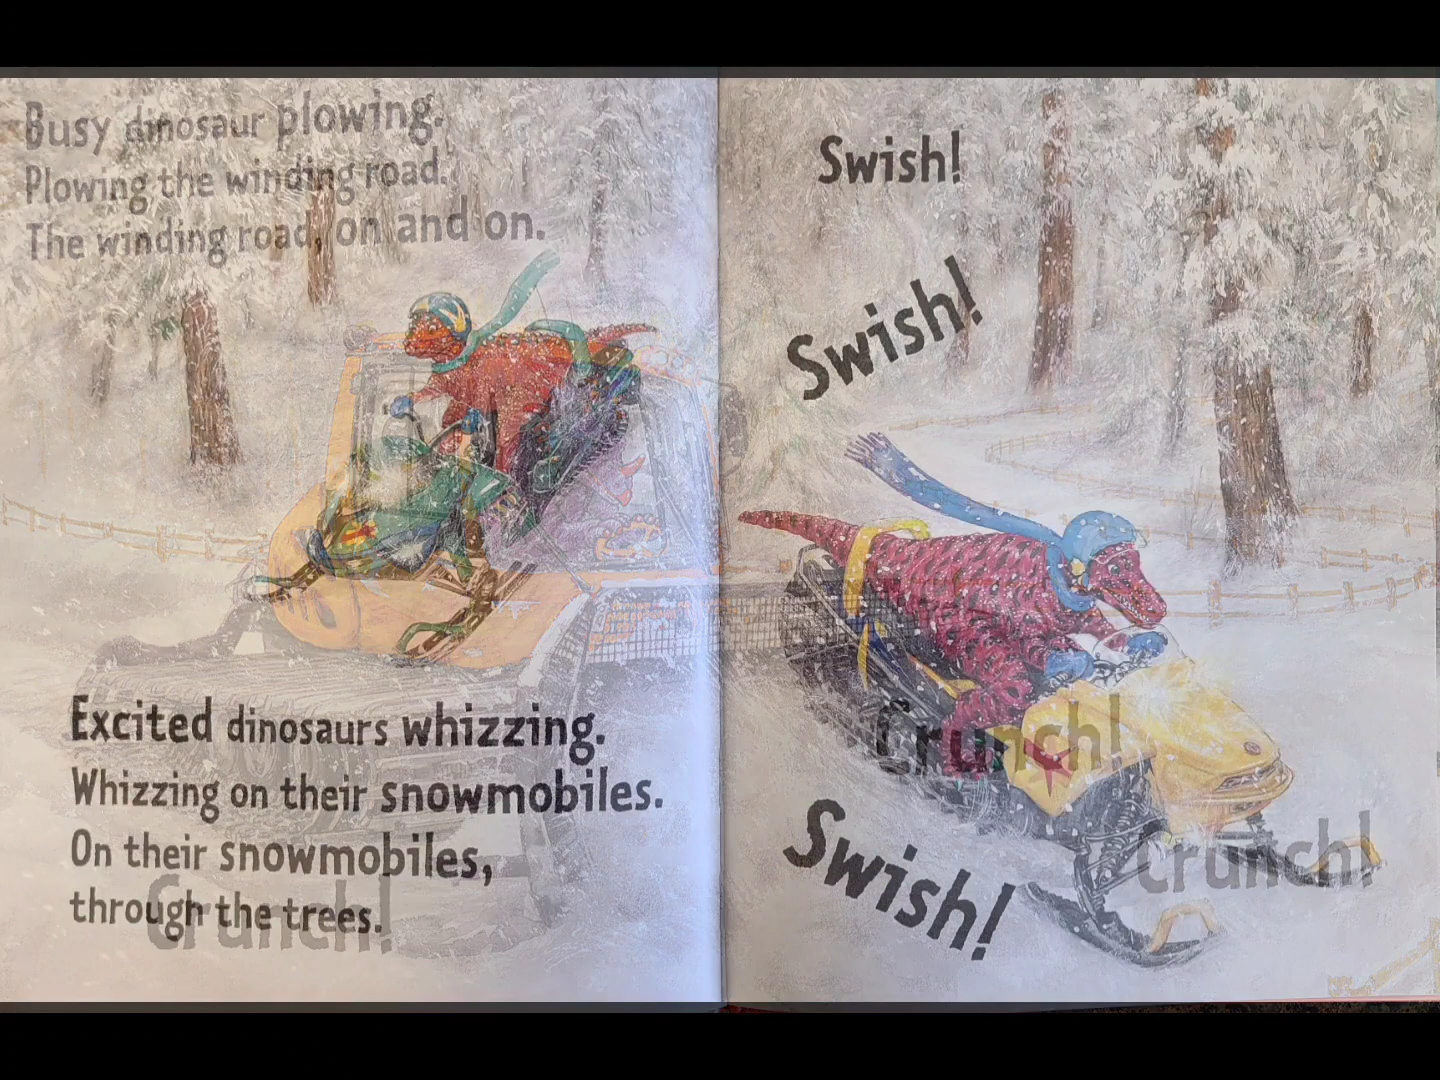 Busy dinosaur plowing.
Plowing the winding road.
The winding road, on and on.
Swish!
Swish!
Excited dinosaurs whizzing.
Whizzing on their snowmobiles.
On their snowmobiles,
through the trees.
Crunch!
Crunch!
Crunch!
Swish!